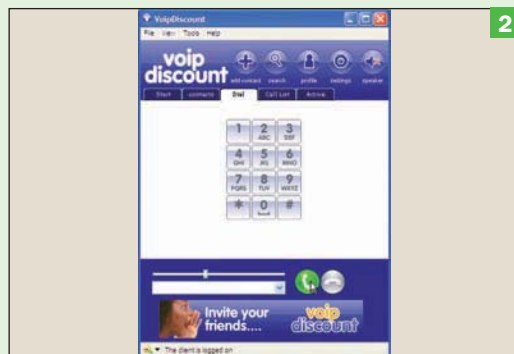 2
VoipDiscount
File View Tools Help
voip
discount
add contact search profile settings speaker
Start contacts Dial Call List Active
1 2 ABC 3 DEF
4 GHI 5 JKL 6 MNO
7 PQRS 8 TUV 9 WXYZ
* 0 #
Invite your
friends....
voip
discount
The client is logged on